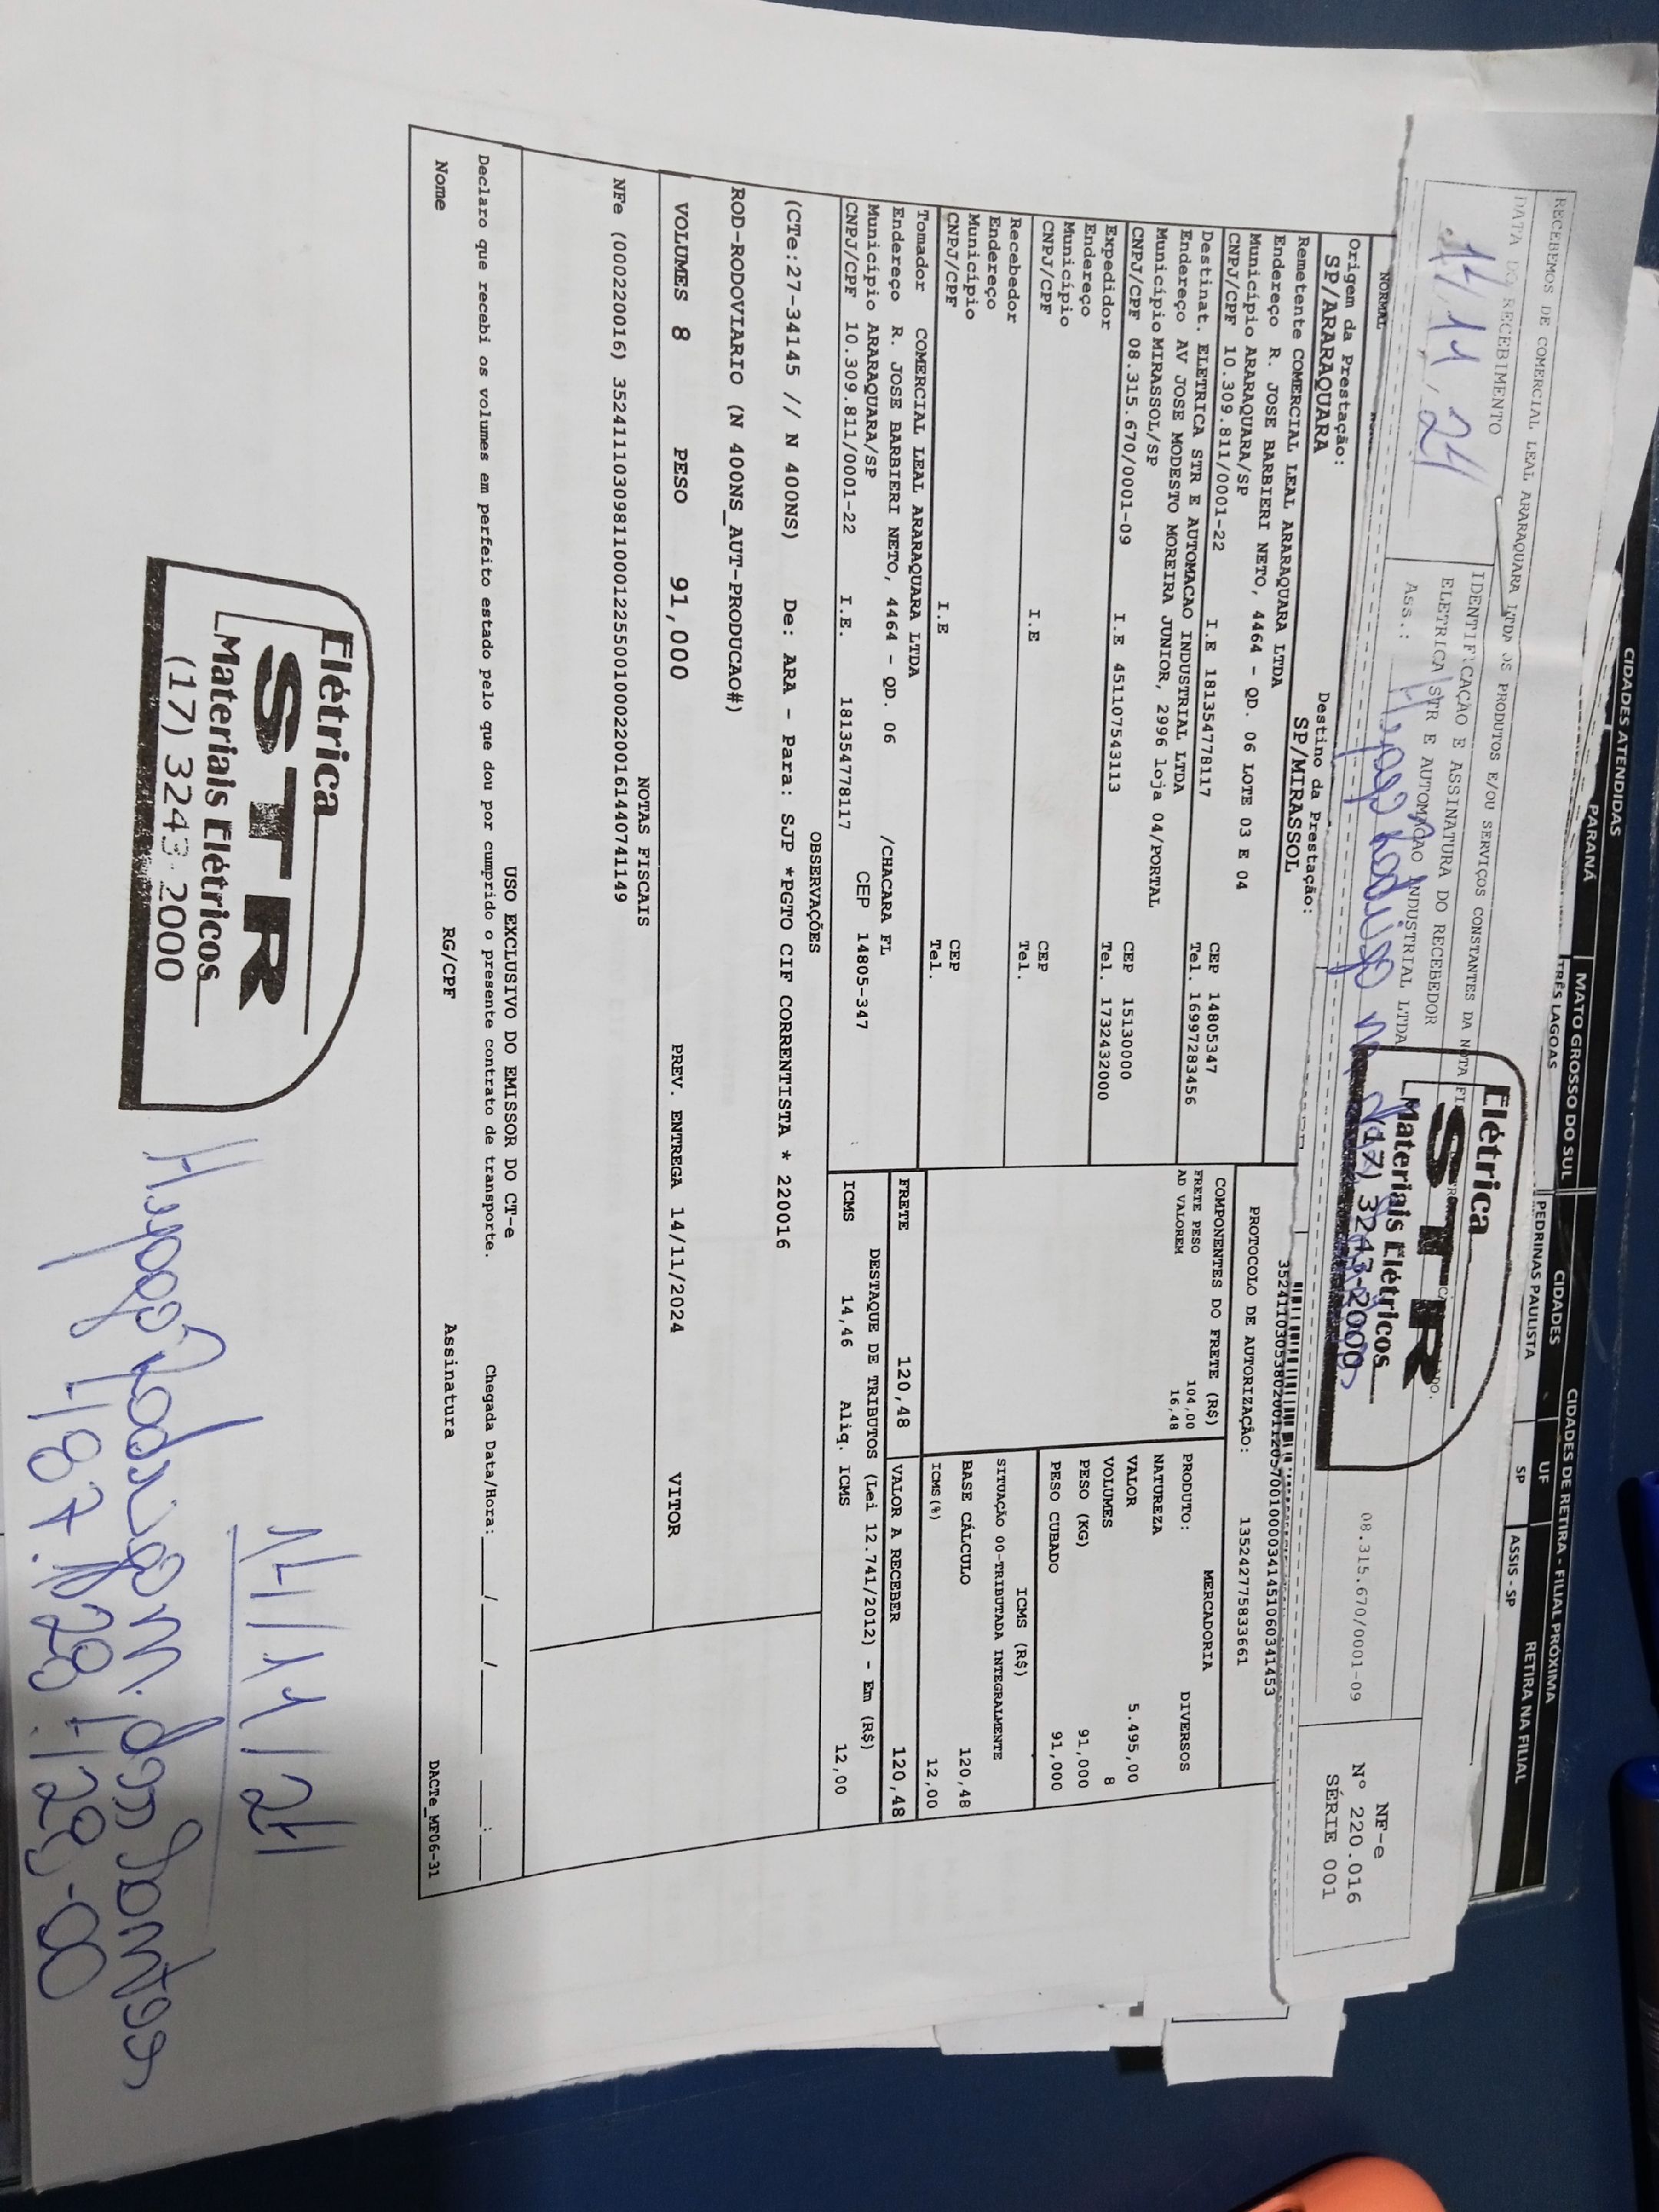 CIDADES ATENDIDAS
PARANÁ
MATO GROSSO DO SUL
TRÊS LAGOAS
CIDADES DE RETIRA - FILIAL PRÓXIMA
CIDADES
UF
RETIRA NA FILIAL
PEDRINAS PAULISTA
SP
ASSIS - SP
RECEBEMOS DE COMERCIAL LEAL ARARAQUARA LTDA OS PRODUTOS E/OU SERVIÇOS CONSTANTES DA NOTA
DATA DO RECEBIMENTO
IDENTIFICAÇÃO E ASSINATURA DO RECEBEDOR
ELETRICA STR E AUTOMAÇÃO INDUSTRIAL LTDA
08.315.670/0001-09
Ass.:
NF-e
Nº 220.016
SÉRIE 001
Elétrica
STR
Materiais Elétricos
(17) 3243-2000
NORMAL
35241103053802001120570010000341451060341453
Origem da Prestação:
SP/ARARAQUARA
Destino da Prestação:
SP/MIRASSOL
PROTOCOLO DE AUTORIZAÇÃO: 135242775833661
Remetente COMERCIAL LEAL ARARAQUARA LTDA
Endereço R. JOSE BARBIERI NETO, 4464 - QD. 06 LOTE 03 E 04
Município ARARAQUARA/SP CEP 14805347
CNPJ/CPF 10.309.811/0001-22 I.E 181354778117 Tel. 16997283456
Destinat. ELETRICA STR E AUTOMACAO INDUSTRIAL LTDA
Endereço AV JOSE MODESTO MOREIRA JUNIOR, 2996 loja 04/PORTAL
Município MIRASSOL/SP CEP 15130000
CNPJ/CPF 08.315.670/0001-09 I.E 451107543113 Tel. 1732432000
Expedidor
Endereço
Município CEP
CNPJ/CPF I.E Tel.
Recebedor
Endereço
Município CEP
CNPJ/CPF I.E Tel.
Tomador COMERCIAL LEAL ARARAQUARA LTDA
Endereço R. JOSE BARBIERI NETO, 4464 - QD. 06 /CHACARA FL
Município ARARAQUARA/SP CEP 14805-347
CNPJ/CPF 10.309.811/0001-22 I.E. 181354778117
COMPONENTES DO FRETE (R$)
FRETE PESO 104,00
AD VALOREM 16,48
MERCADORIA
PRODUTO: DIVERSOS
NATUREZA
VALOR 5.495,00
VOLUMES 8
PESO (KG) 91,000
PESO CUBADO 91,000
ICMS (R$)
SITUAÇÃO 00-TRIBUTADA INTEGRALMENTE
BASE CÁLCULO 120,48
ICMS(%) 12,00
FRETE 120,48
VALOR A RECEBER 120,48
DESTAQUE DE TRIBUTOS (Lei 12.741/2012) - Em (R$)
ICMS 14,46 Aliq. ICMS 12,00
OBSERVAÇÕES
(CTe:27-34145 // N 400NS) De: ARA - Para: SJP *PGTO CIF CORRENTISTA * 220016
ROD-RODOVIARIO (N 400NS_AUT-PRODUCAO#)
VOLUMES 8 PESO 91,000 PREV. ENTREGA 14/11/2024 VITOR
NOTAS FISCAIS
NFe (000220016) 35241110309811000122550010002200161440741149
USO EXCLUSIVO DO EMISSOR DO CT-e
Declaro que recebi os volumes em perfeito estado pelo que dou por cumprido o presente contrato de transporte. Chegada Data/Hora: ___/___/___ __:__
Nome RG/CPF Assinatura
DACTe_MF06-31
Elétrica
STR
Materiais Elétricos
(17) 3243-2000
14/11/24